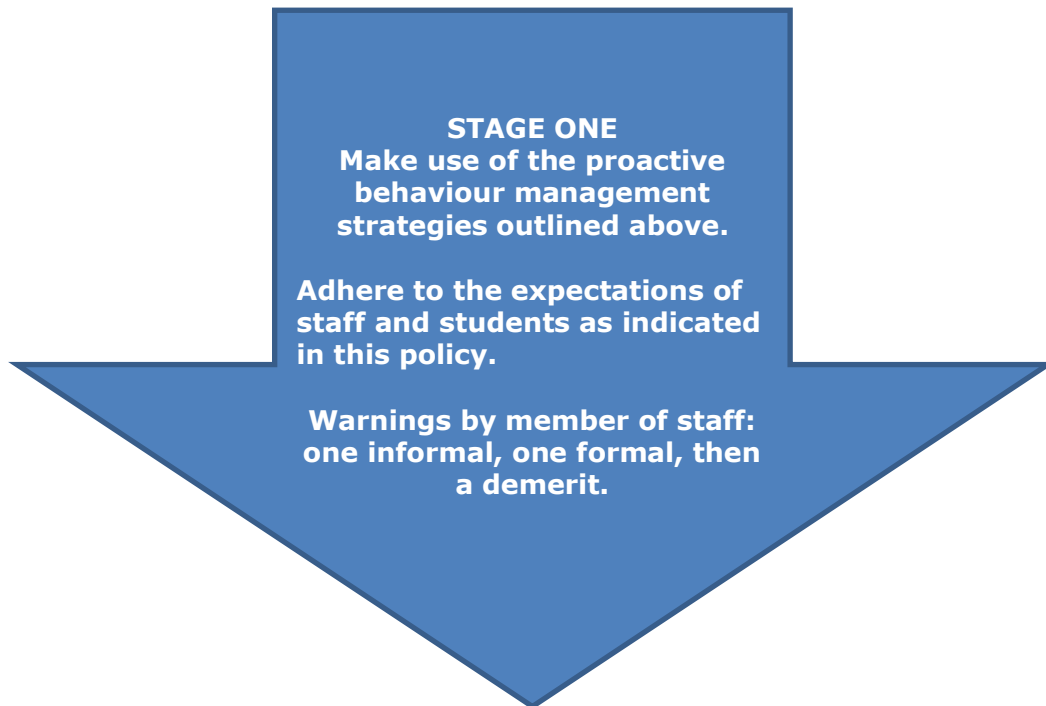 STAGE ONE
Make use of the proactive
behaviour management
strategies outlined above.
Adhere to the expectations of
staff and students as indicated
in this policy.
Warnings by member of staff:
one informal, one formal, then
a demerit.